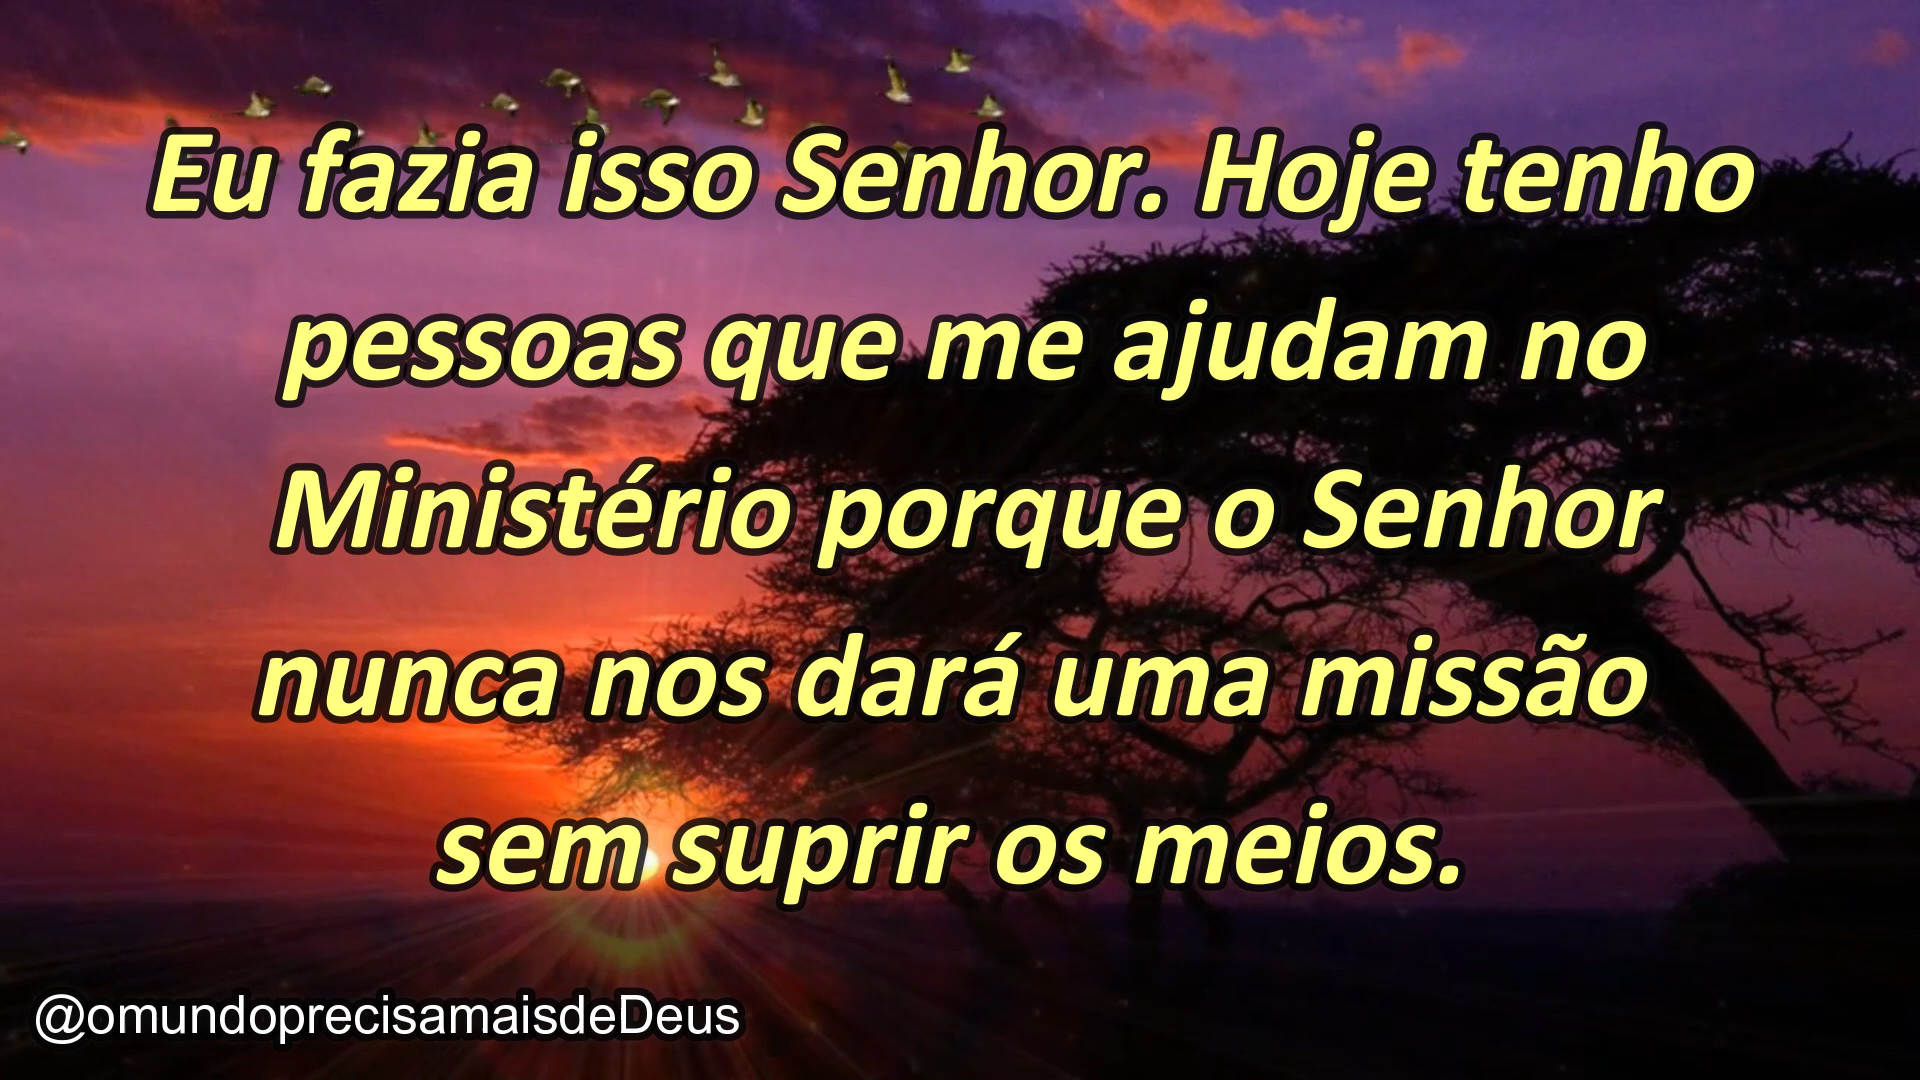 Eu fazia isso Senhor. Hoje tenho
pessoas que me ajudam no
Ministério porque o Senhor
nunca nos dará uma missão
sem suprir os meios.
@omundoprecisamaisdeDeus